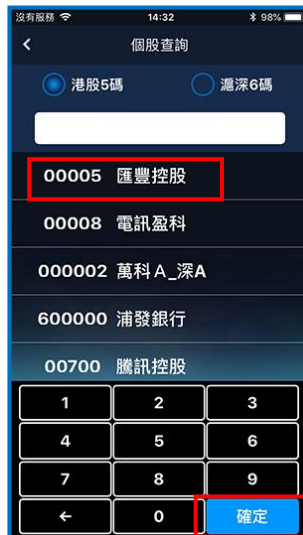 沒有服務 14:32 98%
個股查詢
港股5碼 滬深6碼
00005 匯豐控股
00008 電訊盈科
000002 萬科A_深A
600000 浦發銀行
00700 騰訊控股
1 2 3
4 5 6
7 8 9
← 0 確定